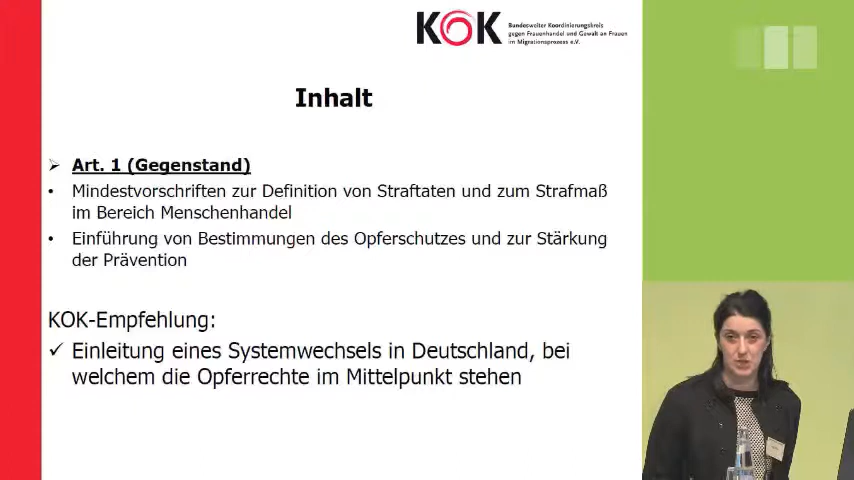 KOK
Bundesweiter Koordinierungskreis
gegen Frauenhandel und Gewalt an Frauen
im Migrationsprozess e.V.
Inhalt
➢ Art. 1 (Gegenstand)
• Mindestvorschriften zur Definition von Straftaten und zum Strafmaß
im Bereich Menschenhandel
• Einführung von Bestimmungen des Opferschutzes und zur Stärkung
der Prävention
KOK-Empfehlung:
✓ Einleitung eines Systemwechsels in Deutschland, bei
welchem die Opferrechte im Mittelpunkt stehen